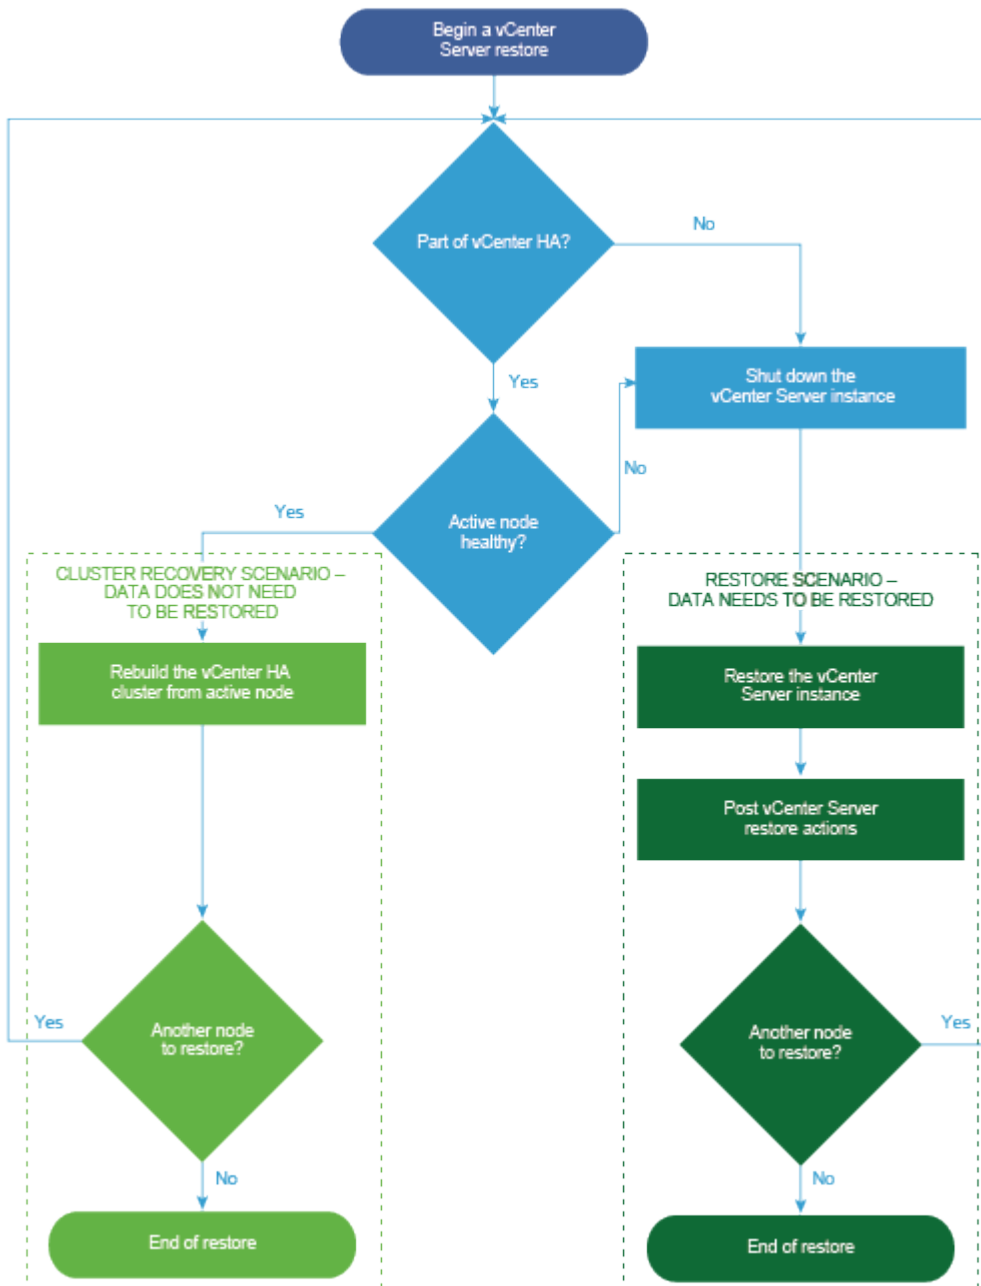 Begin a vCenter
Server restore
Part of vCenter HA?
No
Yes
Shut down the
vCenter Server instance
No
Active node
healthy?
Yes
CLUSTER RECOVERY SCENARIO –
DATA DOES NOT NEED
TO BE RESTORED
RESTORE SCENARIO –
DATA NEEDS TO BE RESTORED
Rebuild the vCenter HA
cluster from active node
Restore the vCenter
Server instance
Post vCenter Server
restore actions
Yes
Another node
to restore?
Another node
to restore?
Yes
No
No
End of restore
End of restore